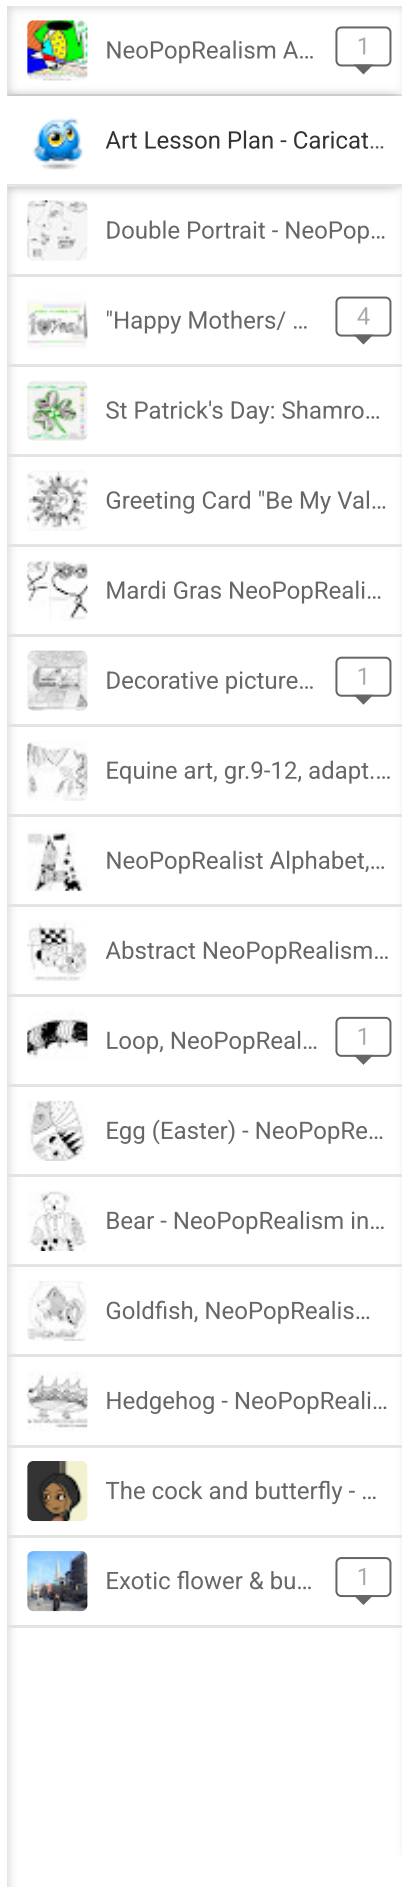 NeoPopRealism A...
1
Art Lesson Plan - Caricat...
Double Portrait - NeoPop...
"Happy Mothers/ ...
4
St Patrick's Day: Shamro...
Greeting Card "Be My Val...
Mardi Gras NeoPopReali...
Decorative picture...
1
Equine art, gr.9-12, adapt....
NeoPopRealist Alphabet,...
Abstract NeoPopRealism...
Loop, NeoPopReal...
1
Egg (Easter) - NeoPopRe...
Bear - NeoPopRealism in...
Goldfish, NeoPopRealis...
Hedgehog - NeoPopReali...
The cock and butterfly - ...
Exotic flower & bu...
1